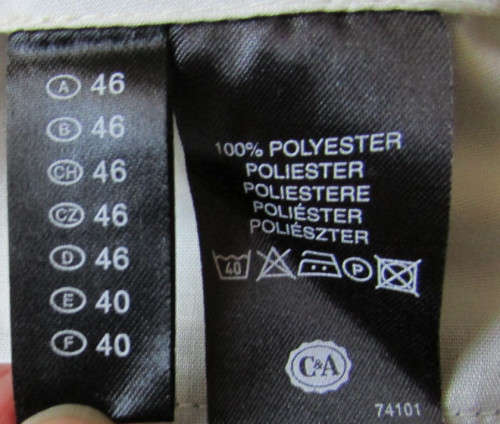 A 46
B 46
CH 46
CZ 46
D 46
E 40
F 40
100% POLYESTER
POLIESTER
POLIESTERE
POLIÉSTER
POLIÉSZTER
40 P
C&A
74101